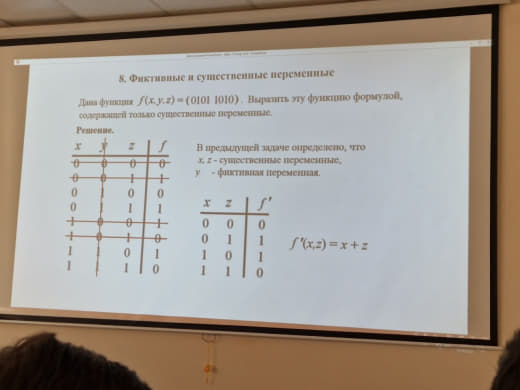 8. Фиктивные и существенные переменные
Дана функция f(x,y,z) = (0101 1010). Выразить эту функцию формулой,
содержащей только существенные переменные.
Решение.
x y z f
0 0 0 0
0 0 1 1
0 1 0 0
0 1 1 1
1 0 0 1
1 0 1 0
1 1 0 1
1 1 1 0
В предыдущей задаче определено, что
x, z - существенные переменные,
y - фиктивная переменная.
x z f'
0 0 0
0 1 1
1 0 1
1 1 0
f'(x,z) = x + z